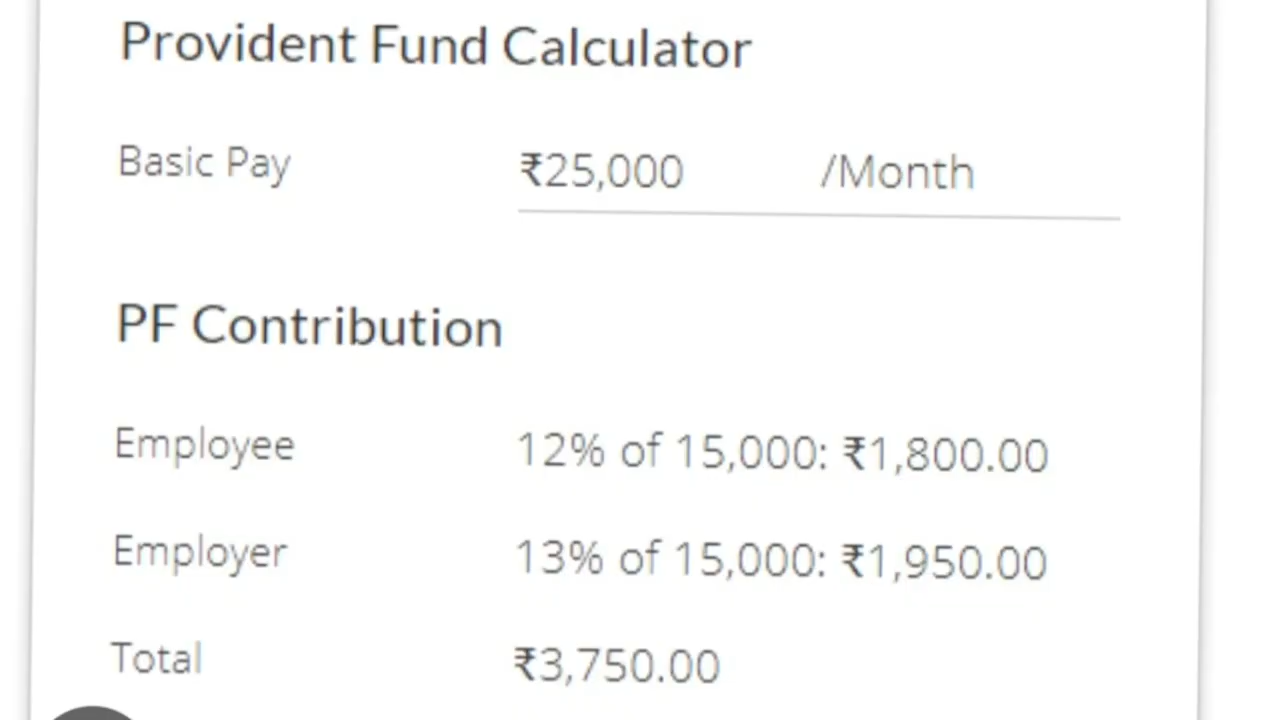 Provident Fund Calculator
Basic Pay ₹25,000 /Month
PF Contribution
Employee 12% of 15,000: ₹1,800.00
Employer 13% of 15,000: ₹1,950.00
Total ₹3,750.00